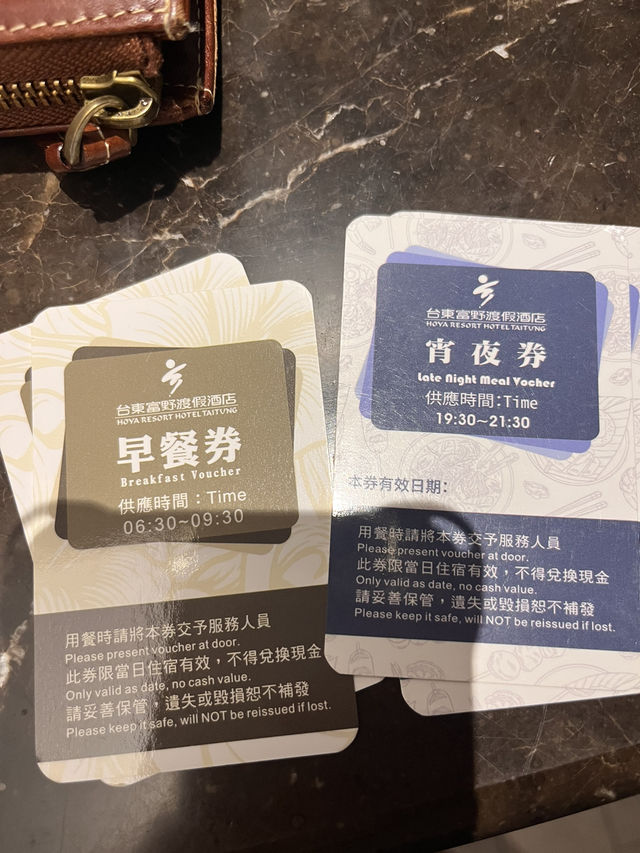 台東富野渡假酒店
HOYA RESORT HOTEL TAITUNG
早餐券
Breakfast Voucher
供應時間：Time
06:30~09:30
用餐時請將本券交予服務人員
Please present voucher at door.
此券限當日住宿有效，不得兌換現金
Only valid as date, no cash value.
請妥善保管，遺失或毀損恕不補發
Please keep it safe, will NOT be reissued if lost.
台東富野渡假酒店
HOYA RESORT HOTEL TAITUNG
宵夜券
Late Night Meal Vocher
供應時間:Time
19:30~21:30
本券有效日期:
用餐時請將本券交予服務人員
Please present voucher at door.
此券限當日住宿有效，不得兌換現金
Only valid as date, no cash value.
請妥善保管，遺失或毀損恕不補發
Please keep it safe, will NOT be reissued if lost.